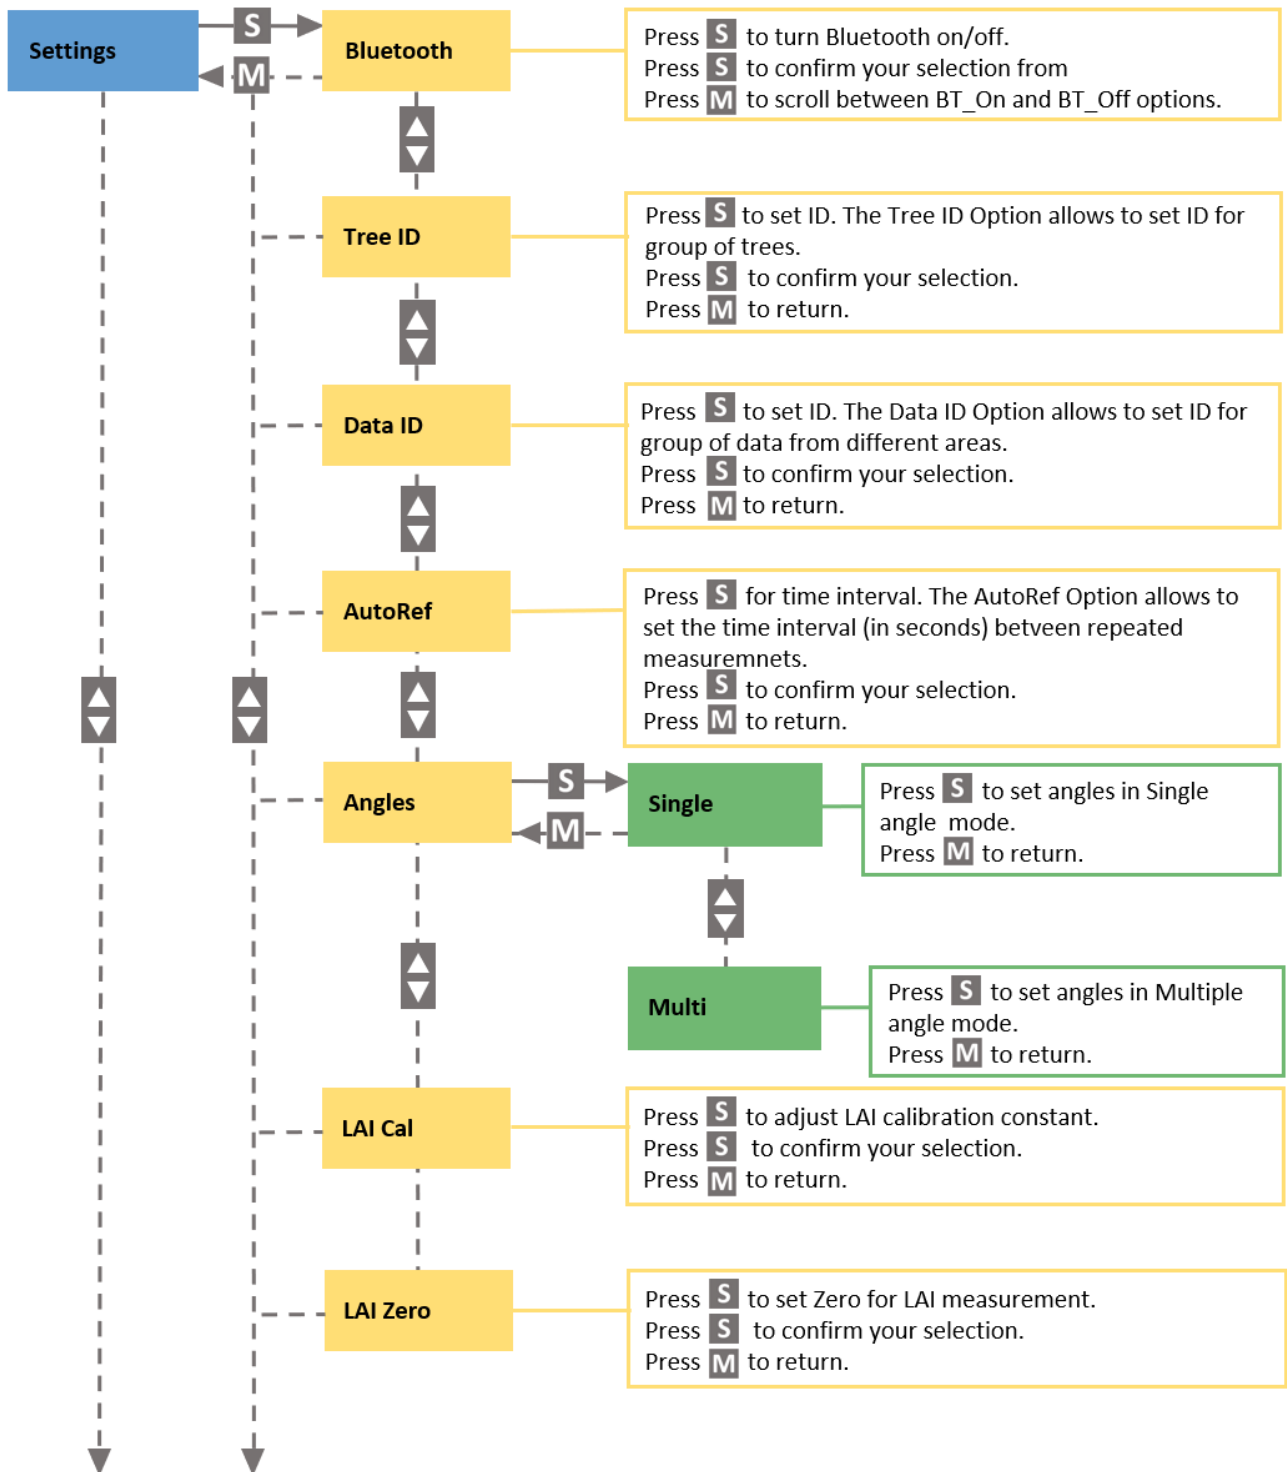 Settings
S
M
Bluetooth
Press S to turn Bluetooth on/off.
Press S to confirm your selection from
Press M to scroll between BT_On and BT_Off options.
Tree ID
Press S to set ID. The Tree ID Option allows to set ID for
group of trees.
Press S to confirm your selection.
Press M to return.
Data ID
Press S to set ID. The Data ID Option allows to set ID for
group of data from different areas.
Press S to confirm your selection.
Press M to return.
AutoRef
Press S for time interval. The AutoRef Option allows to
set the time interval (in seconds) betveen repeated
measuremnets.
Press S to confirm your selection.
Press M to return.
Angles
S
M
Single
Press S to set angles in Single
angle mode.
Press M to return.
Multi
Press S to set angles in Multiple
angle mode.
Press M to return.
LAI Cal
Press S to adjust LAI calibration constant.
Press S to confirm your selection.
Press M to return.
LAI Zero
Press S to set Zero for LAI measurement.
Press S to confirm your selection.
Press M to return.